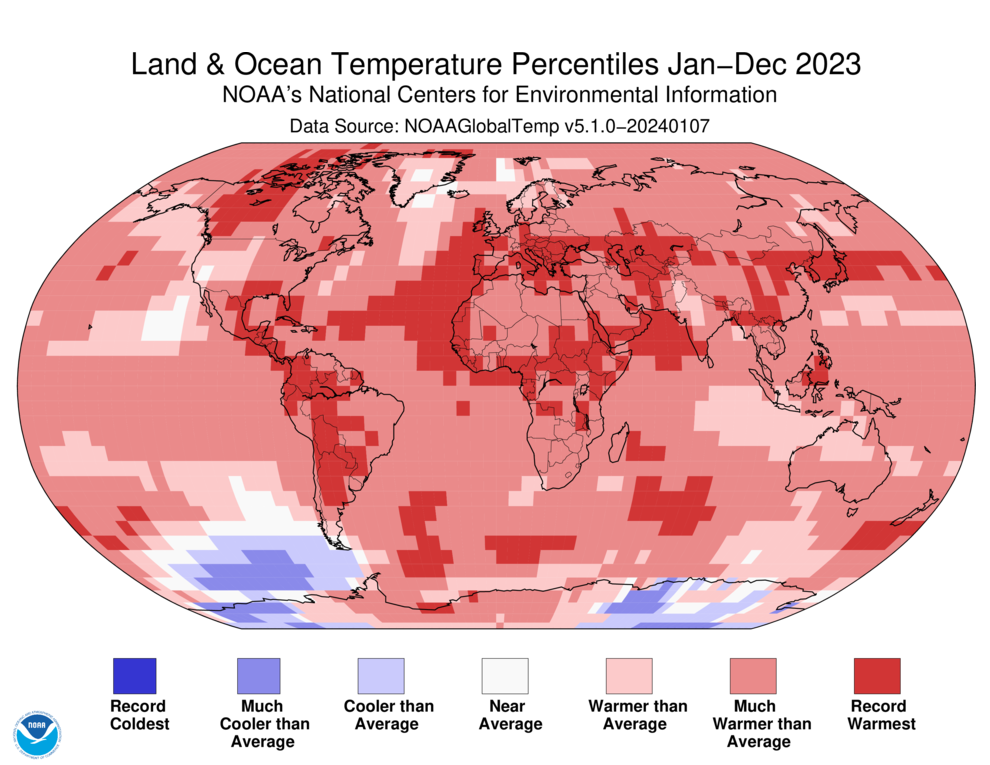 Land & Ocean Temperature Percentiles Jan–Dec 2023
NOAA's National Centers for Environmental Information
Data Source: NOAAGlobalTemp v5.1.0–20240107
Record
Coldest
Much
Cooler than
Average
Cooler than
Average
Near
Average
Warmer than
Average
Much
Warmer than
Average
Record
Warmest
NOAA